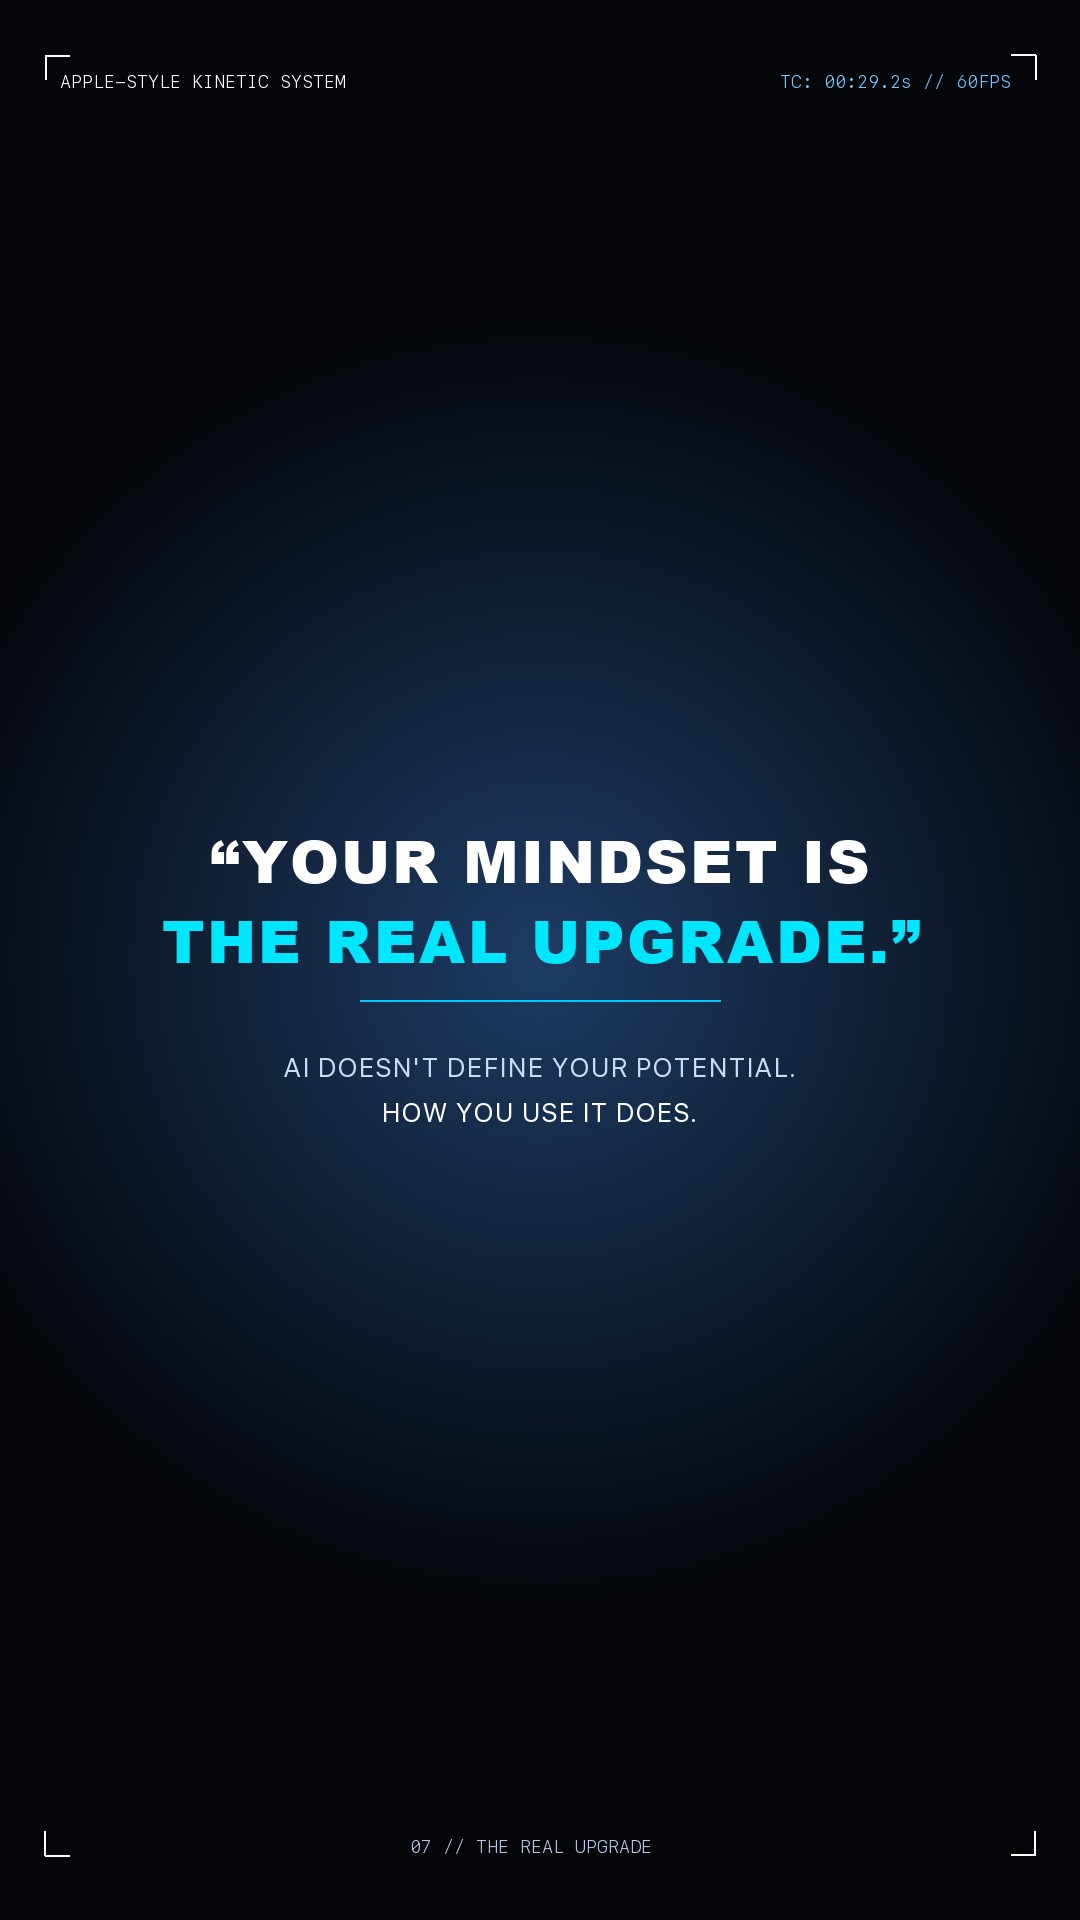 APPLE—STYLE KINETIC SYSTEM
TC: 00:29.2s // 60FPS
“YOUR MINDSET IS
THE REAL UPGRADE.”
AI DOESN'T DEFINE YOUR POTENTIAL.
HOW YOU USE IT DOES.
07 // THE REAL UPGRADE